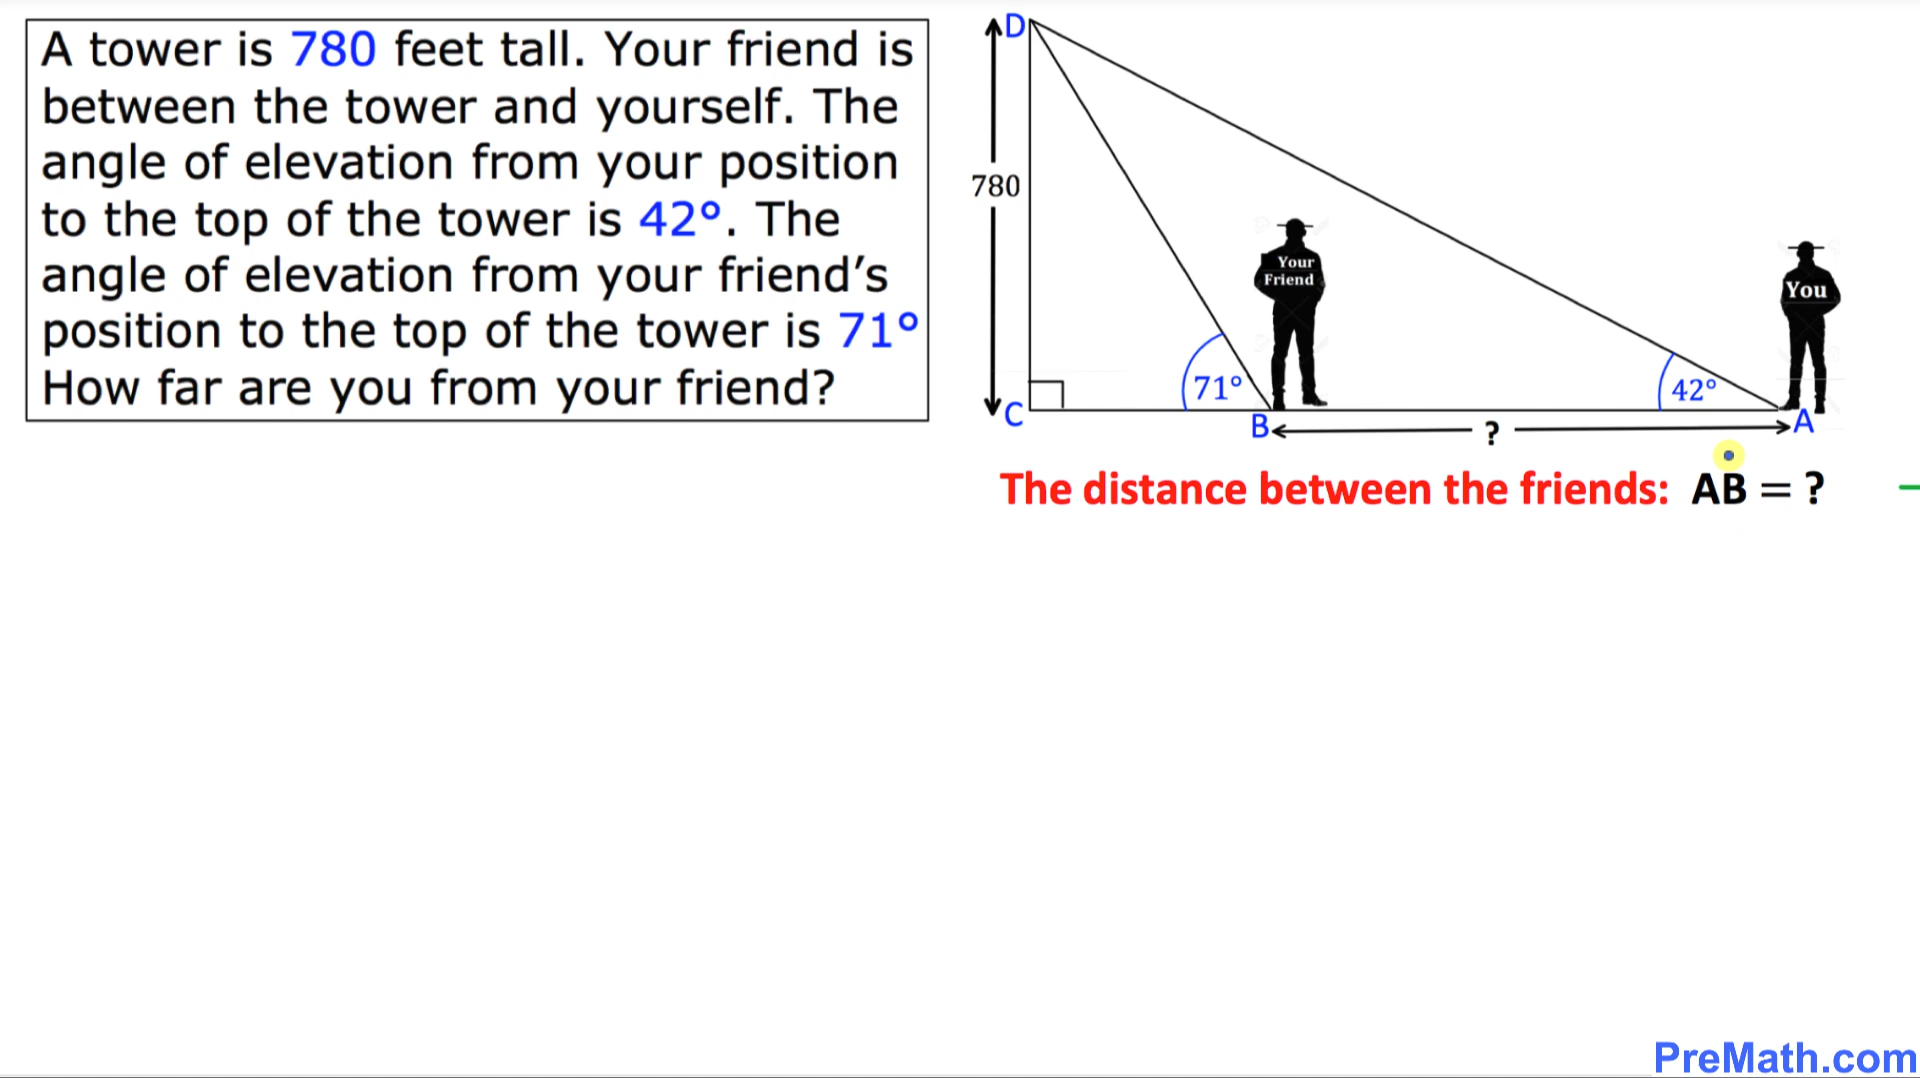 A tower is 780 feet tall. Your friend is
between the tower and yourself. The
angle of elevation from your position
to the top of the tower is 42°. The
angle of elevation from your friend’s
position to the top of the tower is 71°
How far are you from your friend?
D
780
Your
Friend
You
71°
42°
C
B
?
A
The distance between the friends: AB = ?
PreMath.com